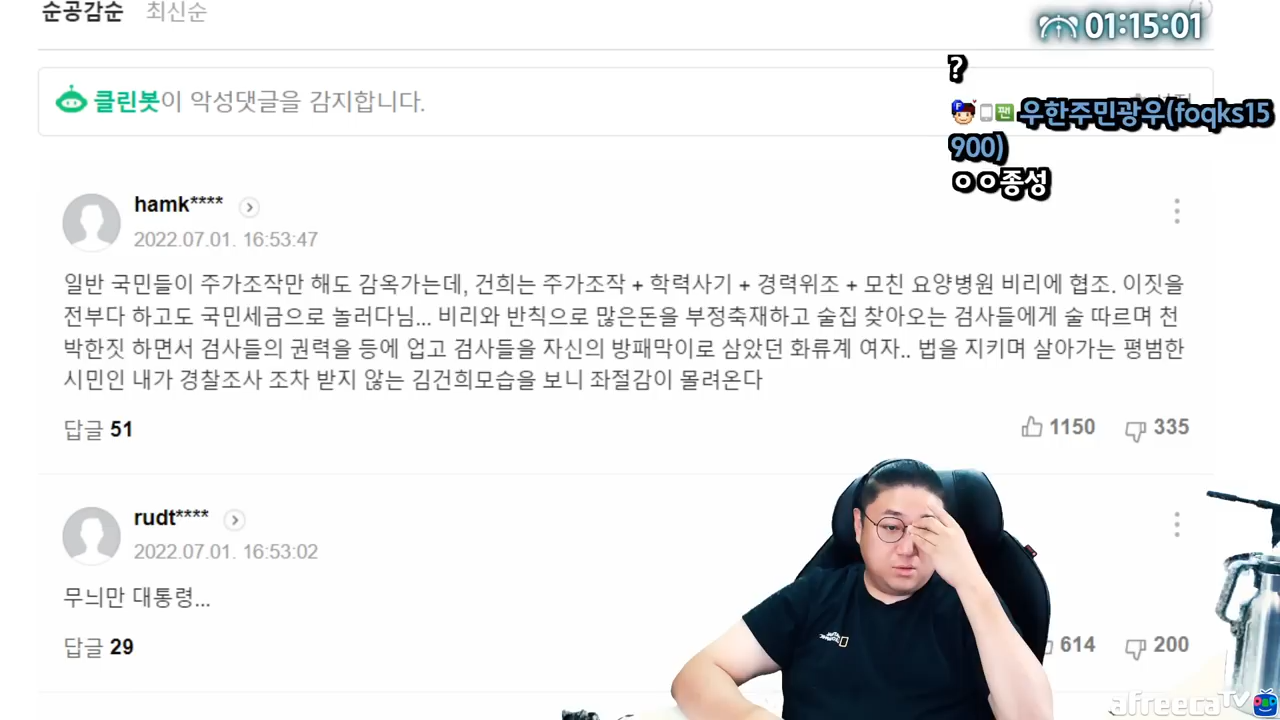 순공감순 최신순
01:15:01
클린봇이 악성댓글을 감지합니다.
?
우한주민광우(foqks15
900)
ㅇㅇ종성
hamk****
2022.07.01. 16:53:47
일반 국민들이 주가조작만 해도 감옥가는데, 건희는 주가조작 + 학력사기 + 경력위조 + 모친 요양병원 비리에 협조. 이짓을
전부다 하고도 국민세금으로 놀러다님... 비리와 반칙으로 많은돈을 부정축재하고 술집 찾아오는 검사들에게 술 따르며 천
박한짓 하면서 검사들의 권력을 등에 업고 검사들을 자신의 방패막이로 삼았던 화류계 여자.. 법을 지키며 살아가는 평범한
시민인 내가 경찰조사 조차 받지 않는 김건희모습을 보니 좌절감이 몰려온다
답글 51
1150 335
rudt****
2022.07.01. 16:53:02
무늬만 대통령...
답글 29
614 200
afreecaTV